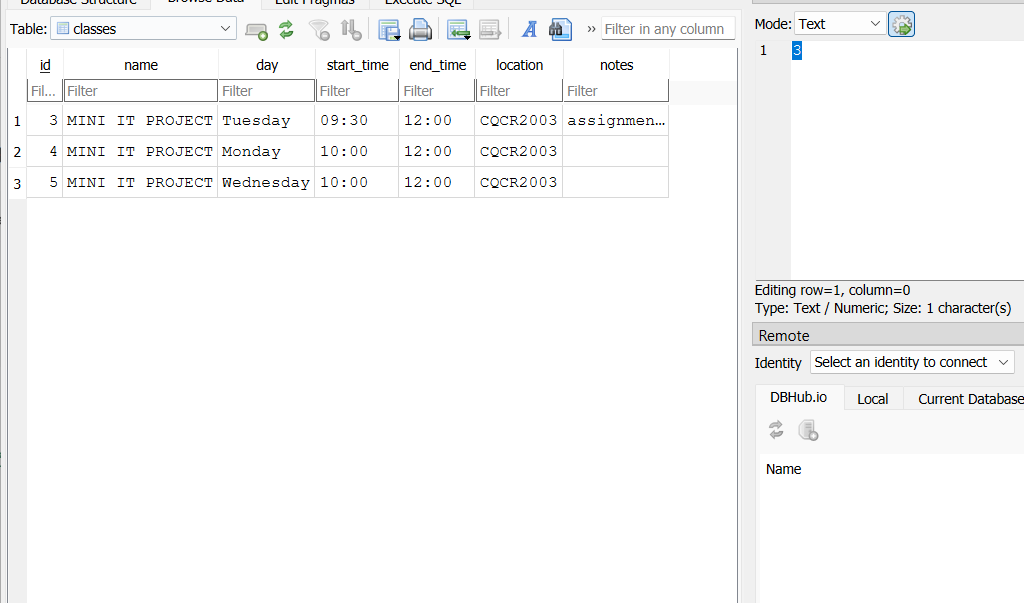 Database Structure Browse Data Edit Pragmas Execute SQL
Table: classes » Filter in any column
id name day start_time end_time location notes
Fil... Filter Filter Filter Filter Filter Filter
1 3 MINI IT PROJECT Tuesday 09:30 12:00 CQCR2003 assignmen…
2 4 MINI IT PROJECT Monday 10:00 12:00 CQCR2003
3 5 MINI IT PROJECT Wednesday 10:00 12:00 CQCR2003
Mode: Text
1 3
Editing row=1, column=0
Type: Text / Numeric; Size: 1 character(s)
Remote
Identity Select an identity to connect
DBHub.io Local Current Database
Name